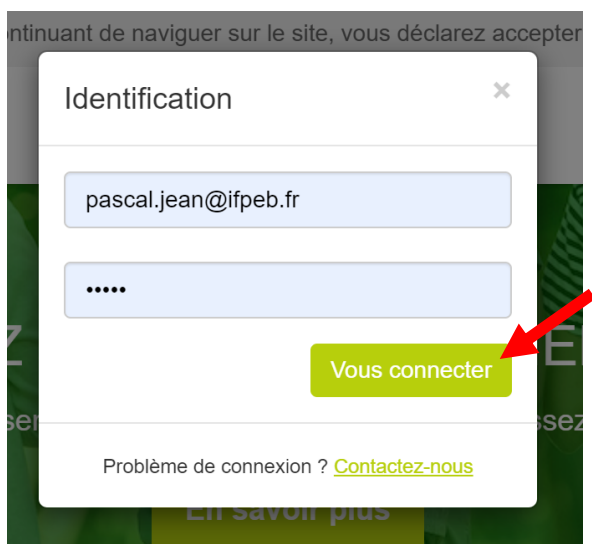 ntinuant de naviguer sur le site, vous déclarez accepter
Identification
×
pascal.jean@ifpeb.fr
•••••
Vous connecter
Problème de connexion ? Contactez-nous
En savoir plus